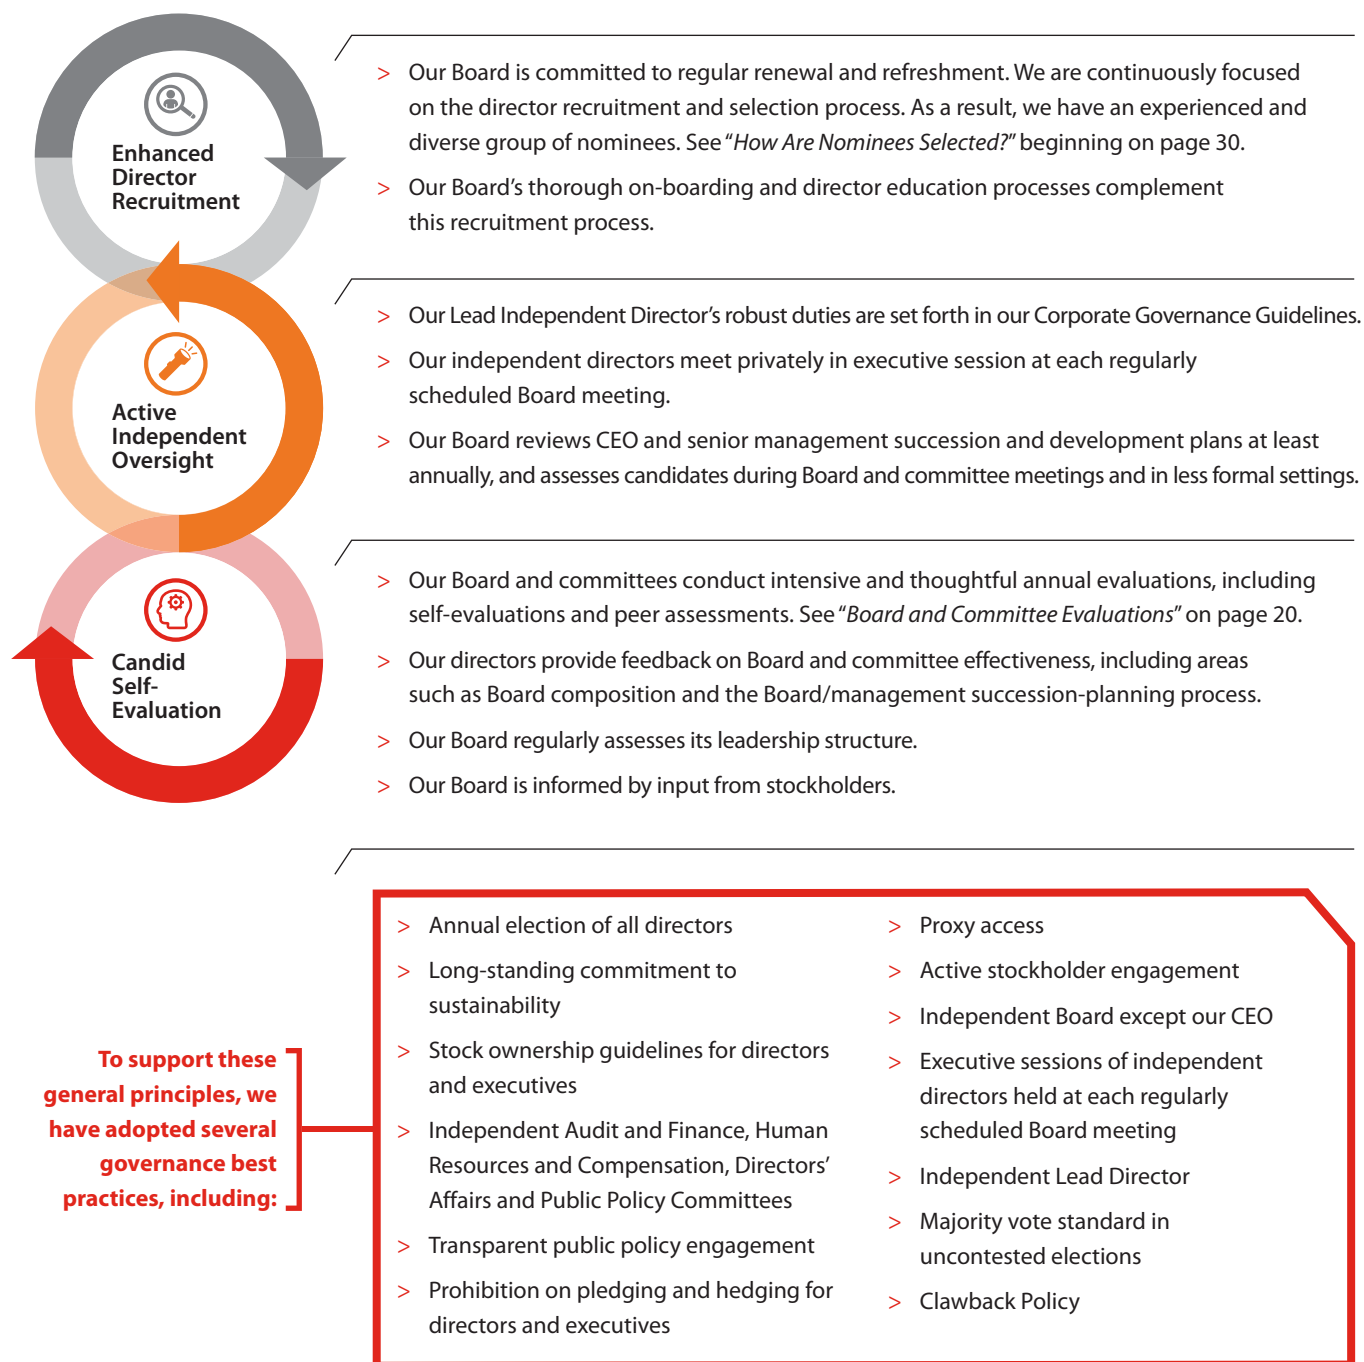 Enhanced
Director
Recruitment
> Our Board is committed to regular renewal and refreshment. We are continuously focused
on the director recruitment and selection process. As a result, we have an experienced and
diverse group of nominees. See “How Are Nominees Selected?” beginning on page 30.
> Our Board’s thorough on-boarding and director education processes complement
this recruitment process.
Active
Independent
Oversight
> Our Lead Independent Director’s robust duties are set forth in our Corporate Governance Guidelines.
> Our independent directors meet privately in executive session at each regularly
scheduled Board meeting.
> Our Board reviews CEO and senior management succession and development plans at least
annually, and assesses candidates during Board and committee meetings and in less formal settings.
Candid
Self-
Evaluation
> Our Board and committees conduct intensive and thoughtful annual evaluations, including
self-evaluations and peer assessments. See “Board and Committee Evaluations” on page 20.
> Our directors provide feedback on Board and committee effectiveness, including areas
such as Board composition and the Board/management succession-planning process.
> Our Board regularly assesses its leadership structure.
> Our Board is informed by input from stockholders.
To support these
general principles, we
have adopted several
governance best
practices, including:
> Annual election of all directors
> Long-standing commitment to
sustainability
> Stock ownership guidelines for directors
and executives
> Independent Audit and Finance, Human
Resources and Compensation, Directors’
Affairs and Public Policy Committees
> Transparent public policy engagement
> Prohibition on pledging and hedging for
directors and executives
> Proxy access
> Active stockholder engagement
> Independent Board except our CEO
> Executive sessions of independent
directors held at each regularly
scheduled Board meeting
> Independent Lead Director
> Majority vote standard in
uncontested elections
> Clawback Policy